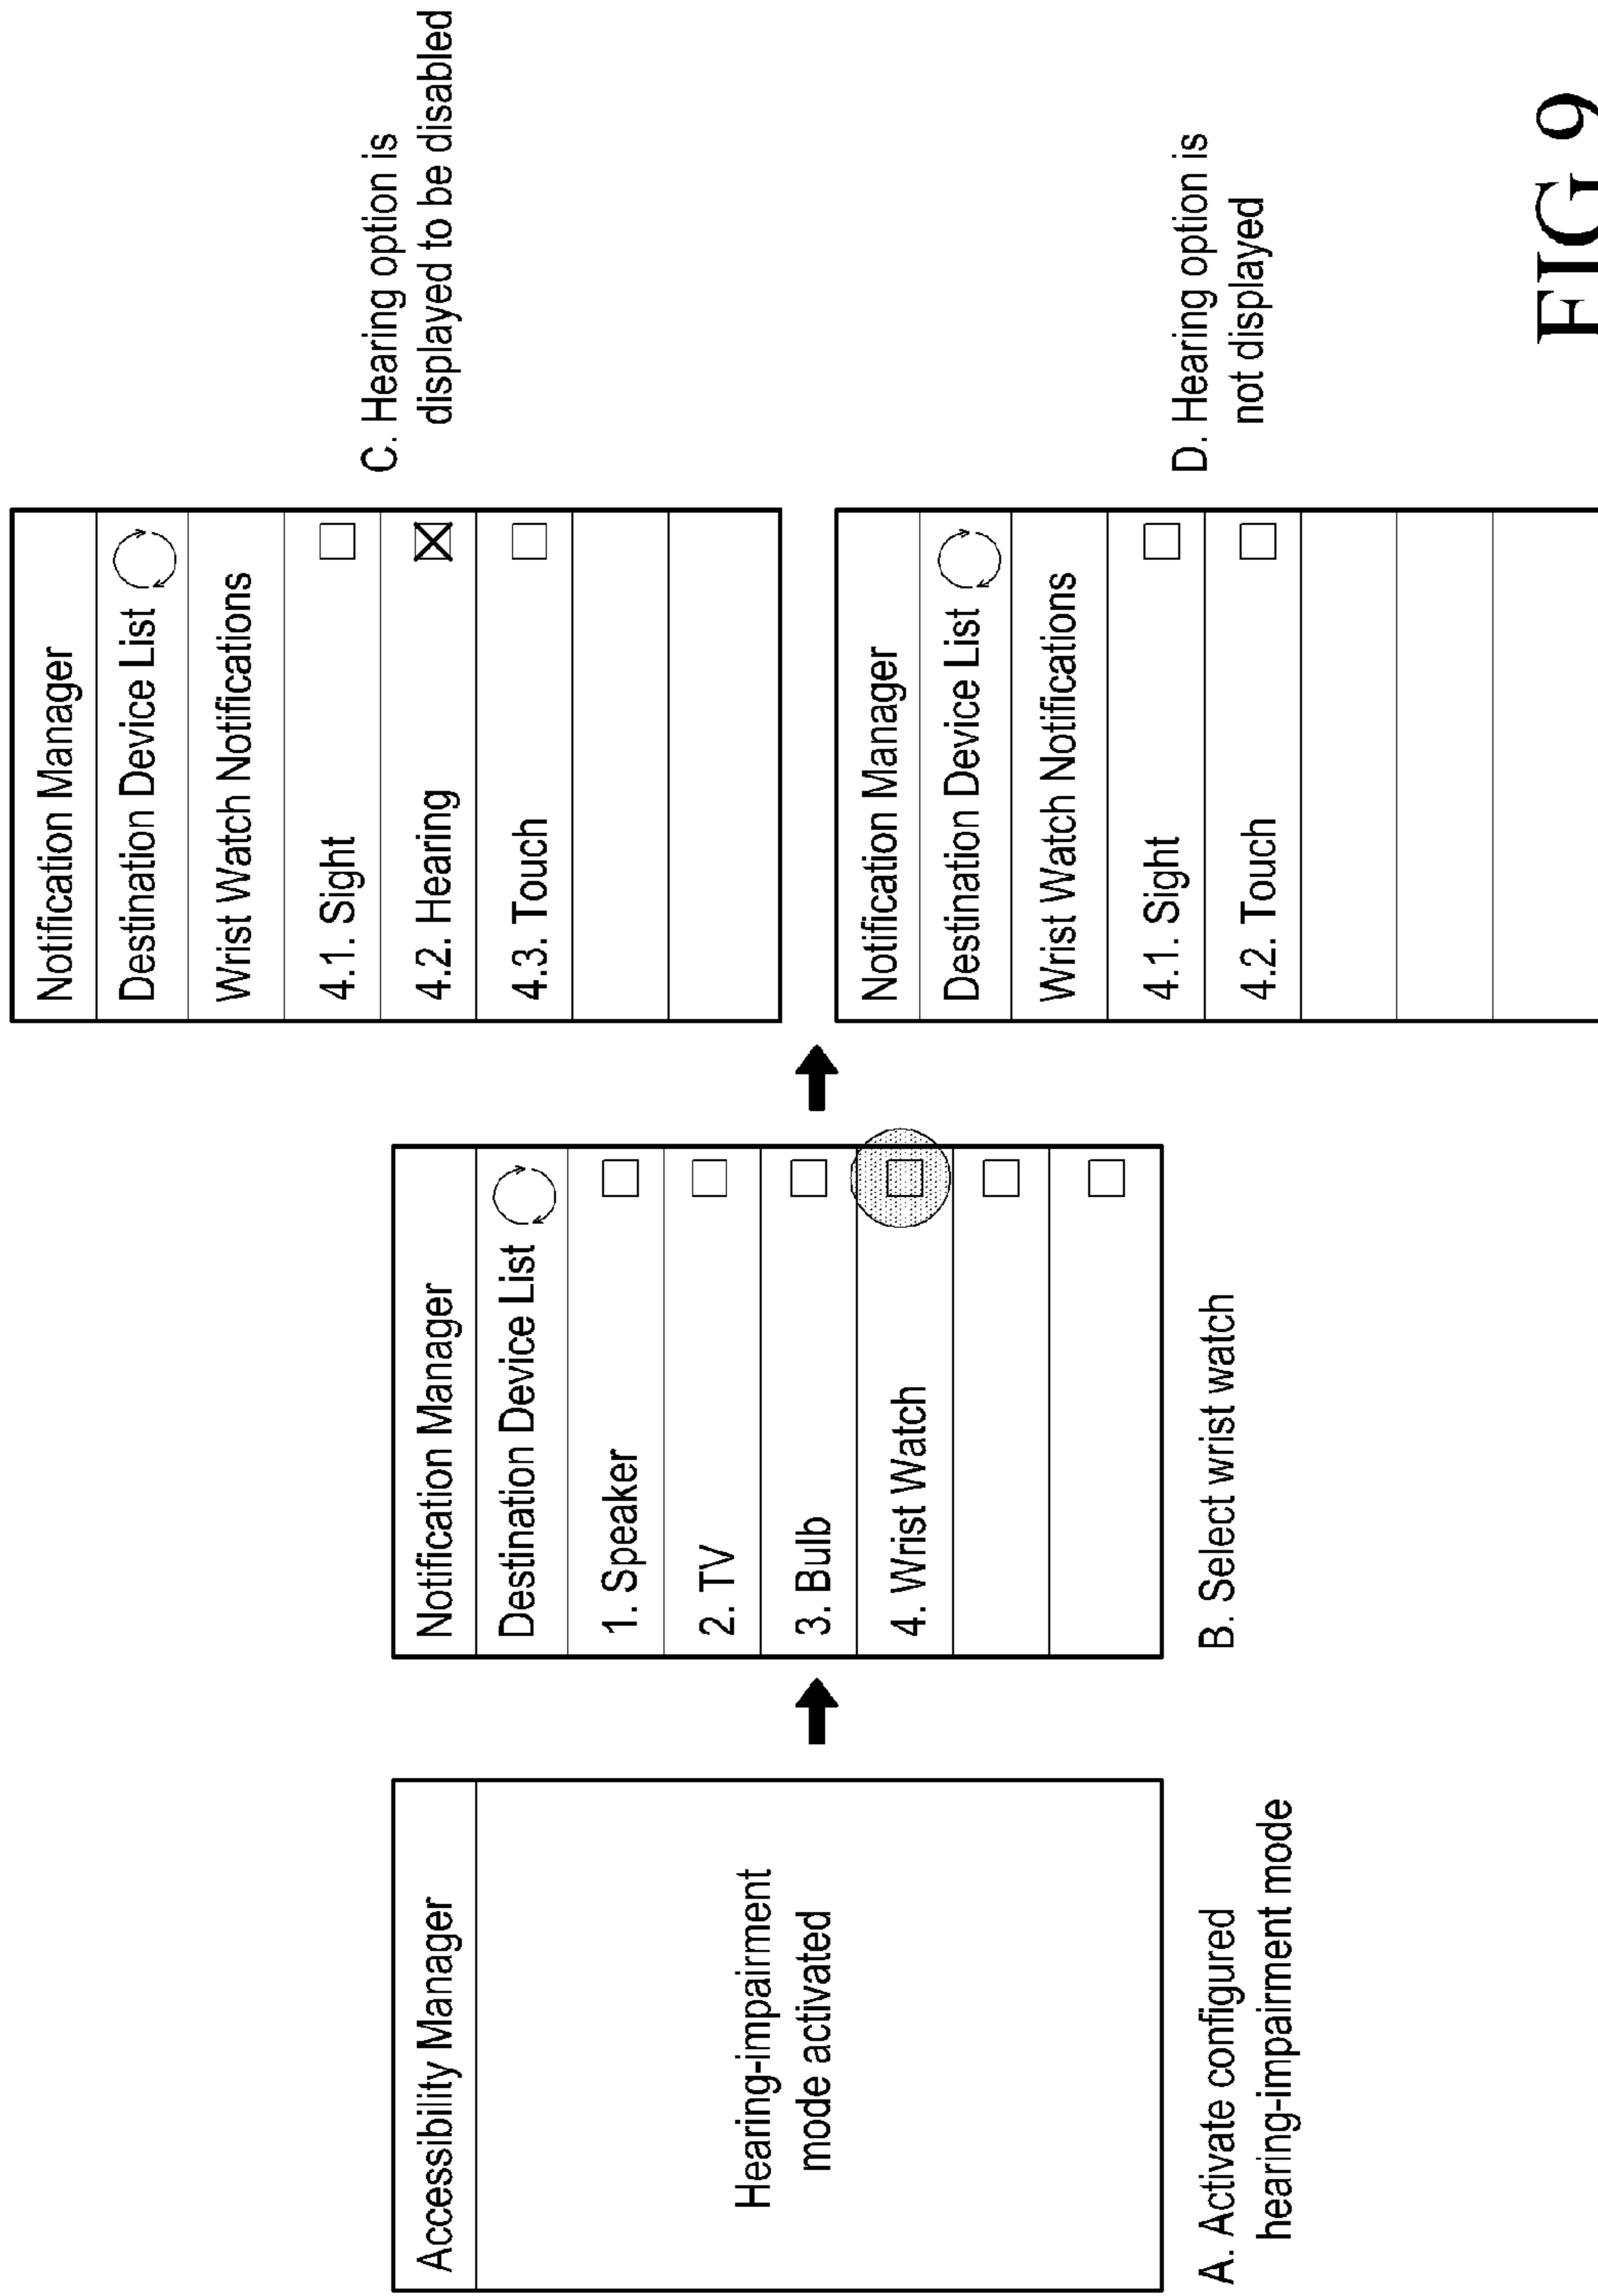 Accessibility Manager
Hearing-impairment
mode activated
A. Activate configured
hearing-impairment mode
Notification Manager
Destination Device List
1. Speaker
2. TV
3. Bulb
4. Wrist Watch
B. Select wrist watch
Notification Manager
Destination Device List
Wrist Watch Notifications
4.1. Sight
4.2. Hearing
4.3. Touch
C. Hearing option is
displayed to be disabled
Notification Manager
Destination Device List
Wrist Watch Notifications
4.1. Sight
4.2. Touch
D. Hearing option is
not displayed
FIG 9